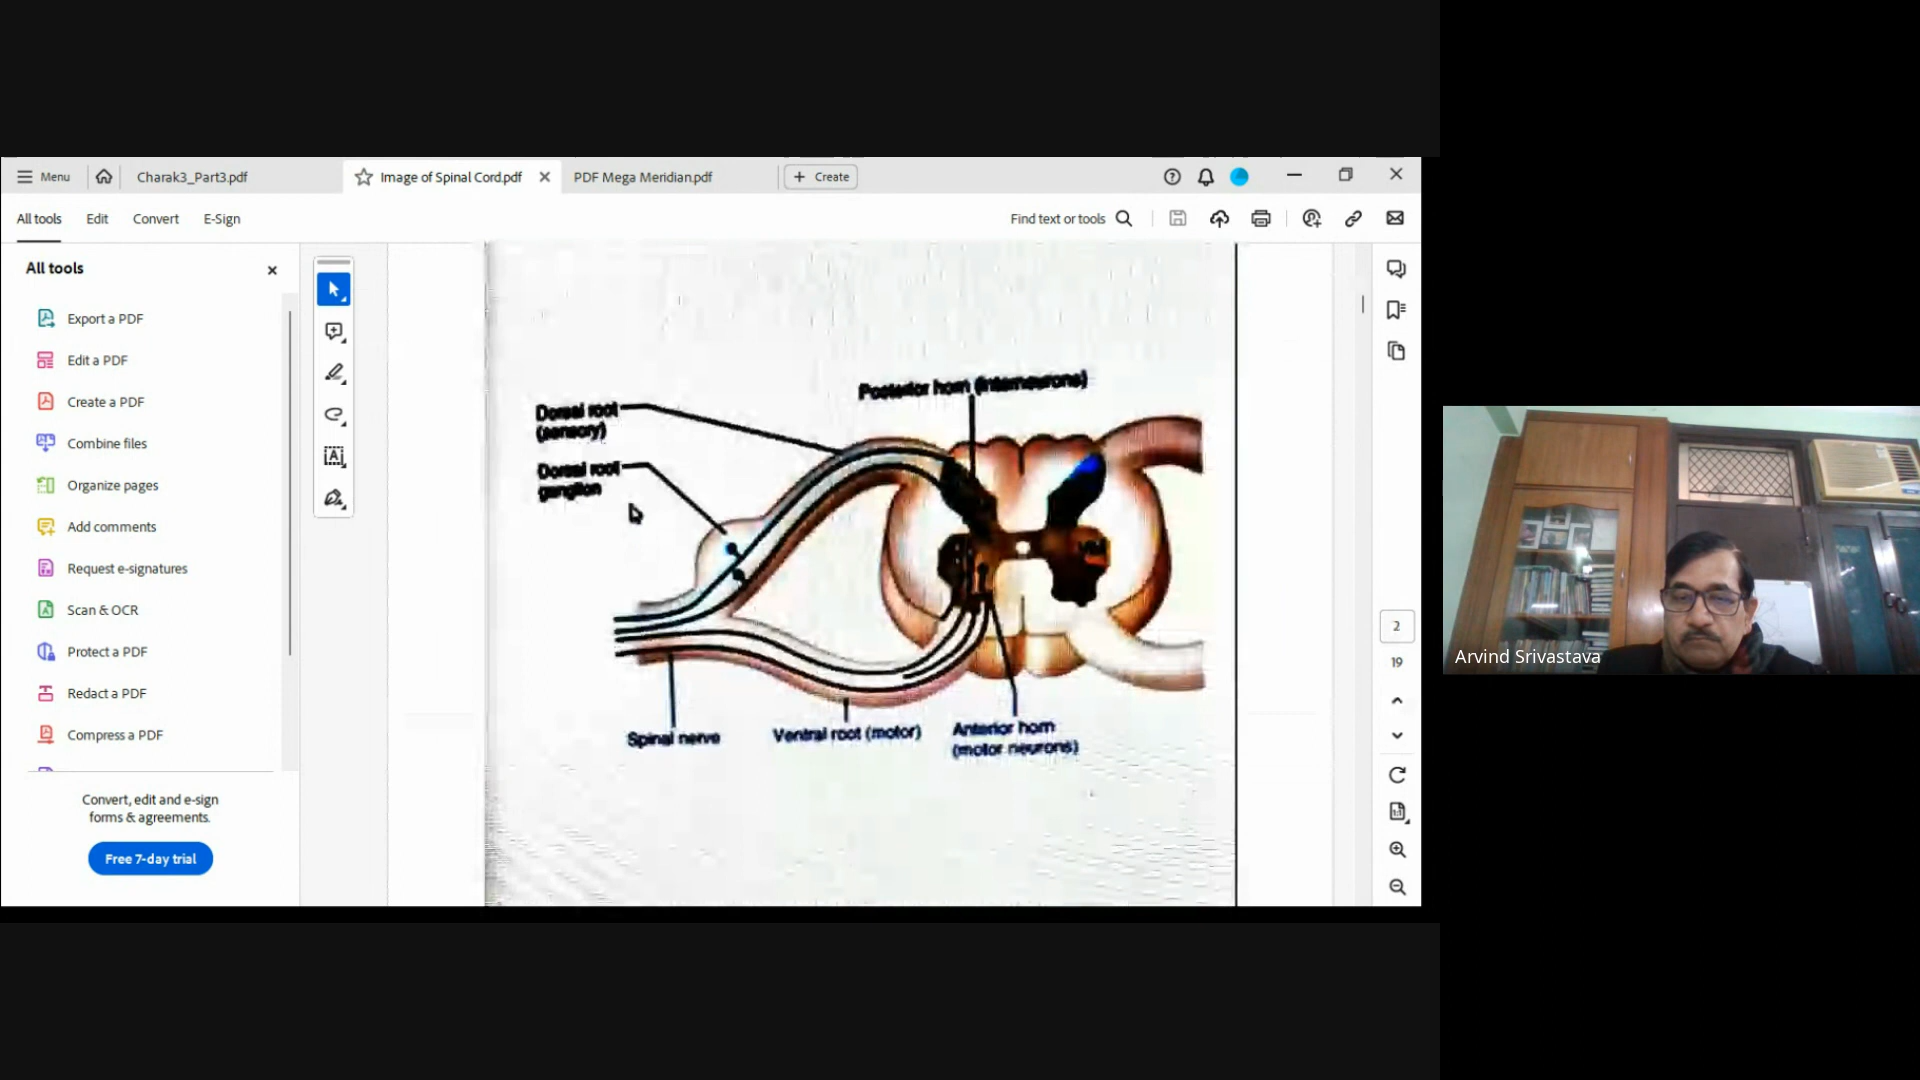 Menu
Charak3_Part3.pdf
Image of Spinal Cord.pdf
PDF Mega Meridian.pdf
Create
All tools
Edit
Convert
E-Sign
Find text or tools
All tools
Export a PDF
Edit a PDF
Create a PDF
Combine files
Organize pages
Add comments
Request e-signatures
Scan & OCR
Protect a PDF
Redact a PDF
Compress a PDF
Convert, edit and e-sign
forms & agreements.
Free 7-day trial
Posterior horn (interneurons)
Dorsal root
(sensory)
Dorsal root
ganglion
Spinal nerve
Ventral root (motor)
Anterior horn
(motor neurons)
2
19
Arvind Srivastava